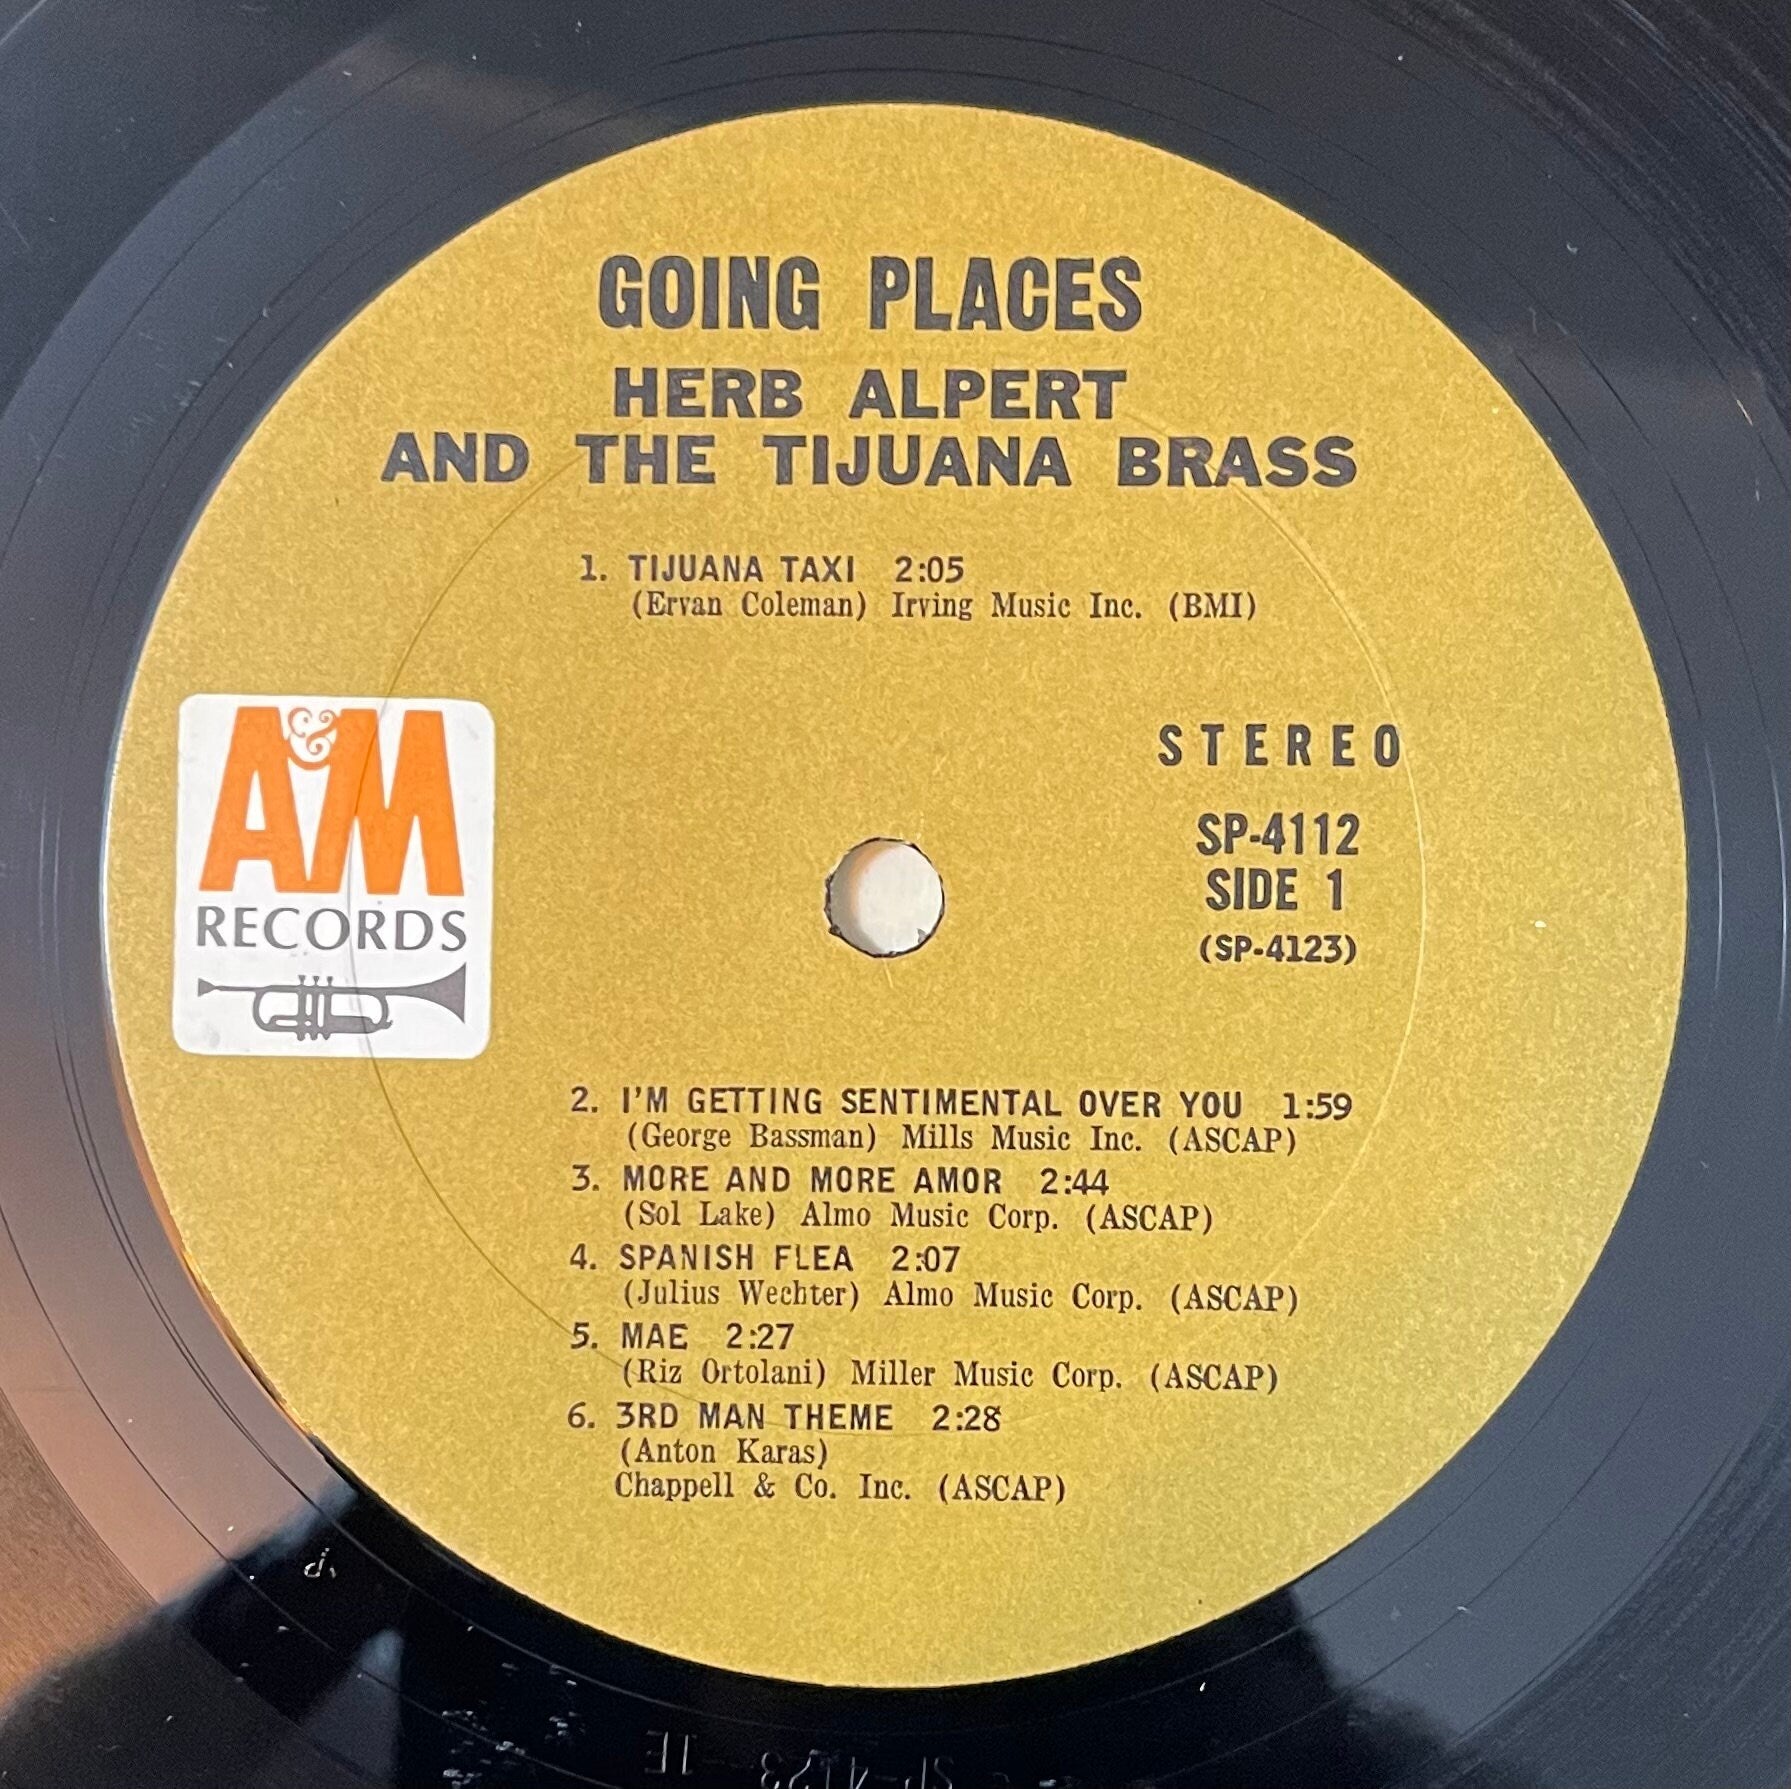 GOING PLACES
HERB ALPERT
AND THE TIJUANA BRASS
1. TIJUANA TAXI 2:05
(Ervan Coleman) Irving Music Inc. (BMI)
A&M
RECORDS
STEREO
SP-4112
SIDE 1
(SP-4123)
2. I'M GETTING SENTIMENTAL OVER YOU 1:59
(George Bassman) Mills Music Inc. (ASCAP)
3. MORE AND MORE AMOR 2:44
(Sol Lake) Almo Music Corp. (ASCAP)
4. SPANISH FLEA 2:07
(Julius Wechter) Almo Music Corp. (ASCAP)
5. MAE 2:27
(Riz Ortolani) Miller Music Corp. (ASCAP)
6. 3RD MAN THEME 2:28
(Anton Karas)
Chappell & Co. Inc. (ASCAP)